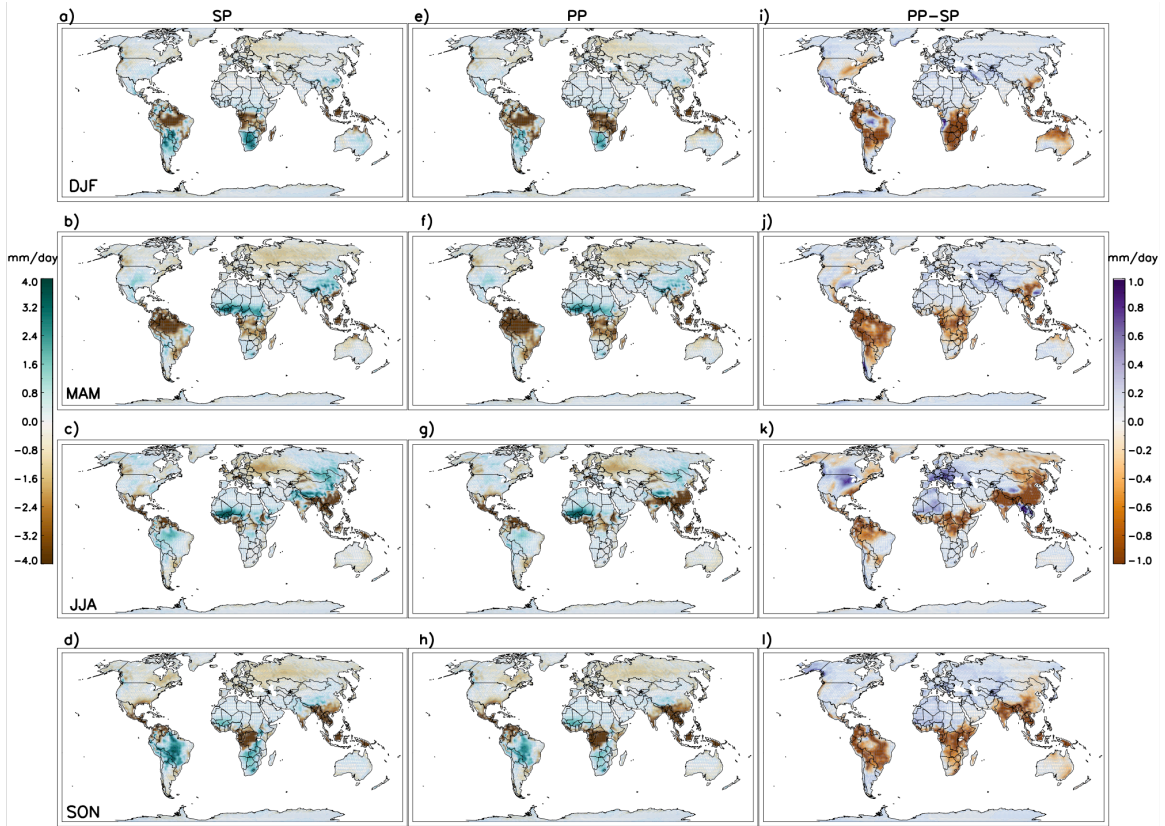 a) SP e) PP i) PP−SP
DJF
b) f) j)
mm/day mm/day
4.0 1.0
3.2 0.8
2.4 0.6
1.6 0.4
0.8 0.2
0.0 0.0
−0.8 −0.2
−1.6 −0.4
−2.4 −0.6
−3.2 −0.8
−4.0 −1.0
MAM
c) g) k)
JJA
d) h) l)
SON